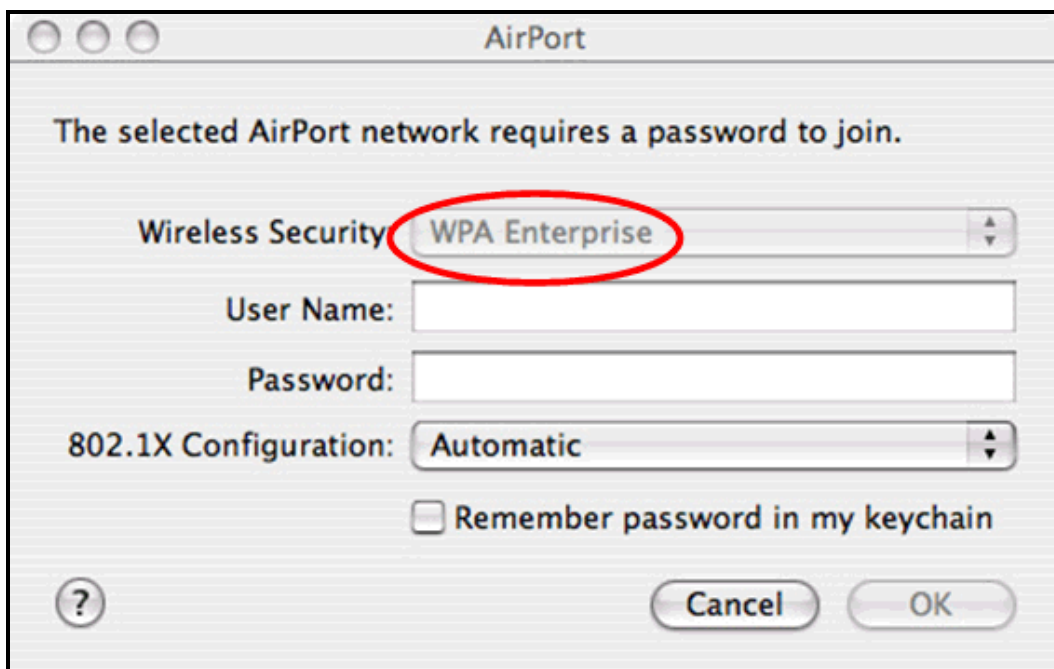 AirPort
The selected AirPort network requires a password to join.
Wireless Security: WPA Enterprise
User Name:
Password:
802.1X Configuration: Automatic
Remember password in my keychain
? Cancel OK